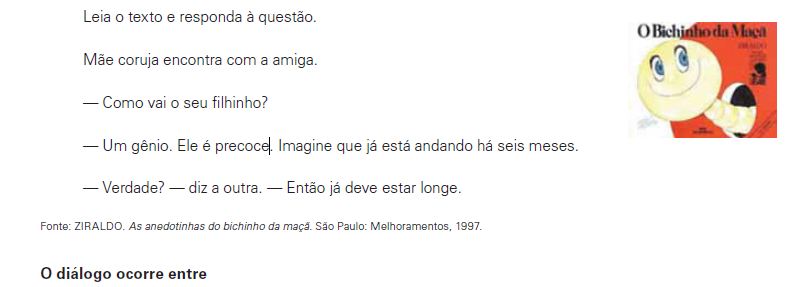 Leia o texto e responda à questão.
Mãe coruja encontra com a amiga.
— Como vai o seu filhinho?
— Um gênio. Ele é precoce. Imagine que já está andando há seis meses.
— Verdade? — diz a outra. — Então já deve estar longe.
Fonte: ZIRALDO. As anedotinhas do bichinho da maçã. São Paulo: Melhoramentos, 1997.
O diálogo ocorre entre
O Bichinho da Maçã
ZIRALDO